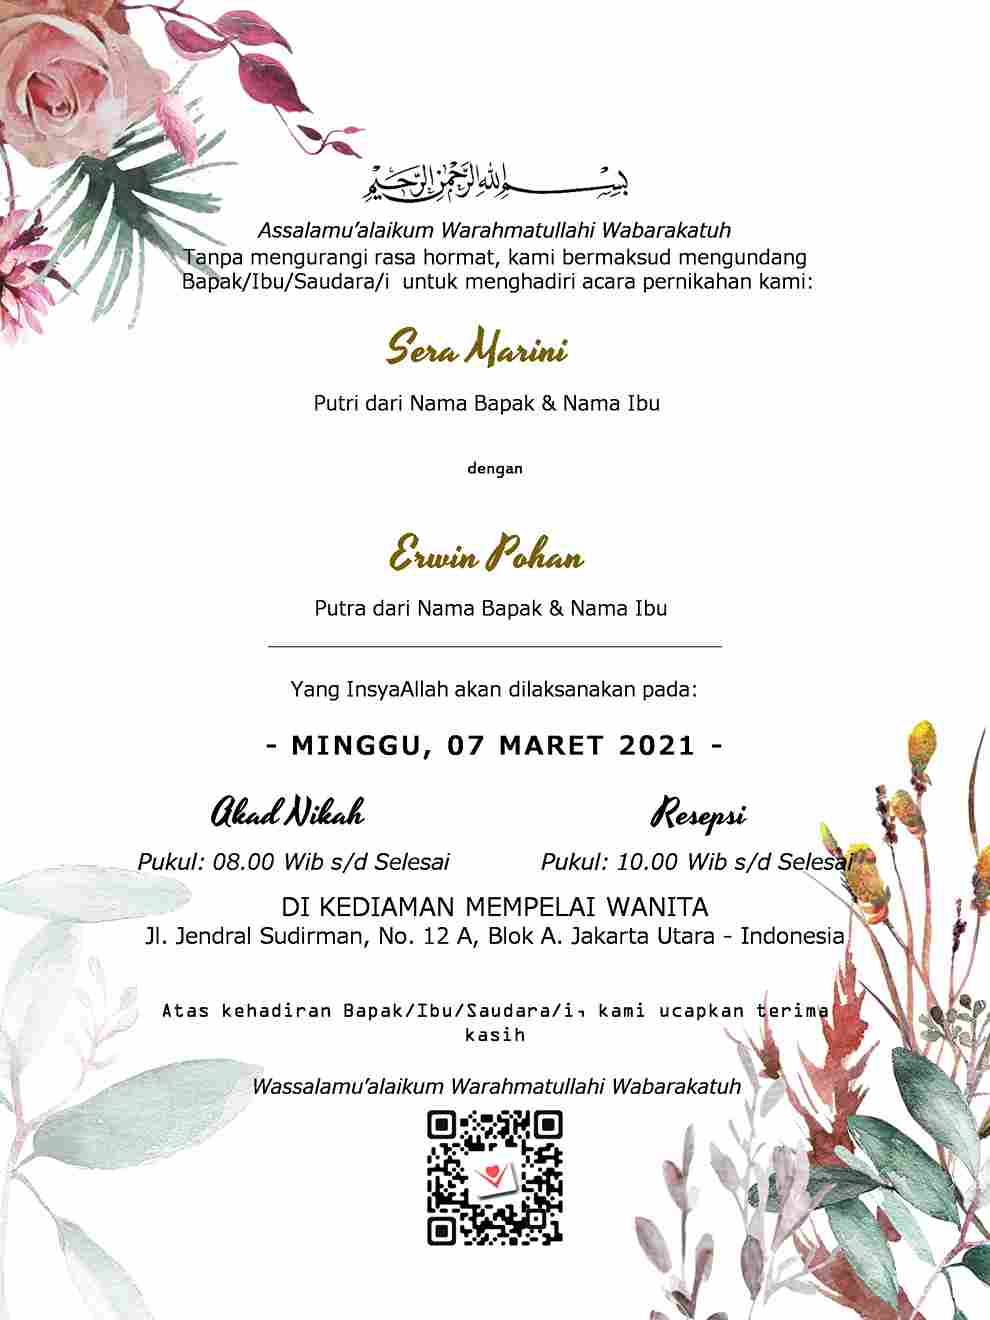 بسم الله الرحمن الرحيم
Assalamu'alaikum Warahmatullahi Wabarakatuh
Tanpa mengurangi rasa hormat, kami bermaksud mengundang
Bapak/Ibu/Saudara/i  untuk menghadiri acara pernikahan kami:
Sera Marini
Putri dari Nama Bapak & Nama Ibu
dengan
Erwin Pohan
Putra dari Nama Bapak & Nama Ibu
Yang InsyaAllah akan dilaksanakan pada:
- MINGGU, 07 MARET 2021 -
Akad Nikah
Resepsi
Pukul: 08.00 Wib s/d Selesai
Pukul: 10.00 Wib s/d Selesai
DI KEDIAMAN MEMPELAI WANITA
Jl. Jendral Sudirman, No. 12 A, Blok A. Jakarta Utara - Indonesia
Atas kehadiran Bapak/Ibu/Saudara/i, kami ucapkan terima
kasih
Wassalamu'alaikum Warahmatullahi Wabarakatuh